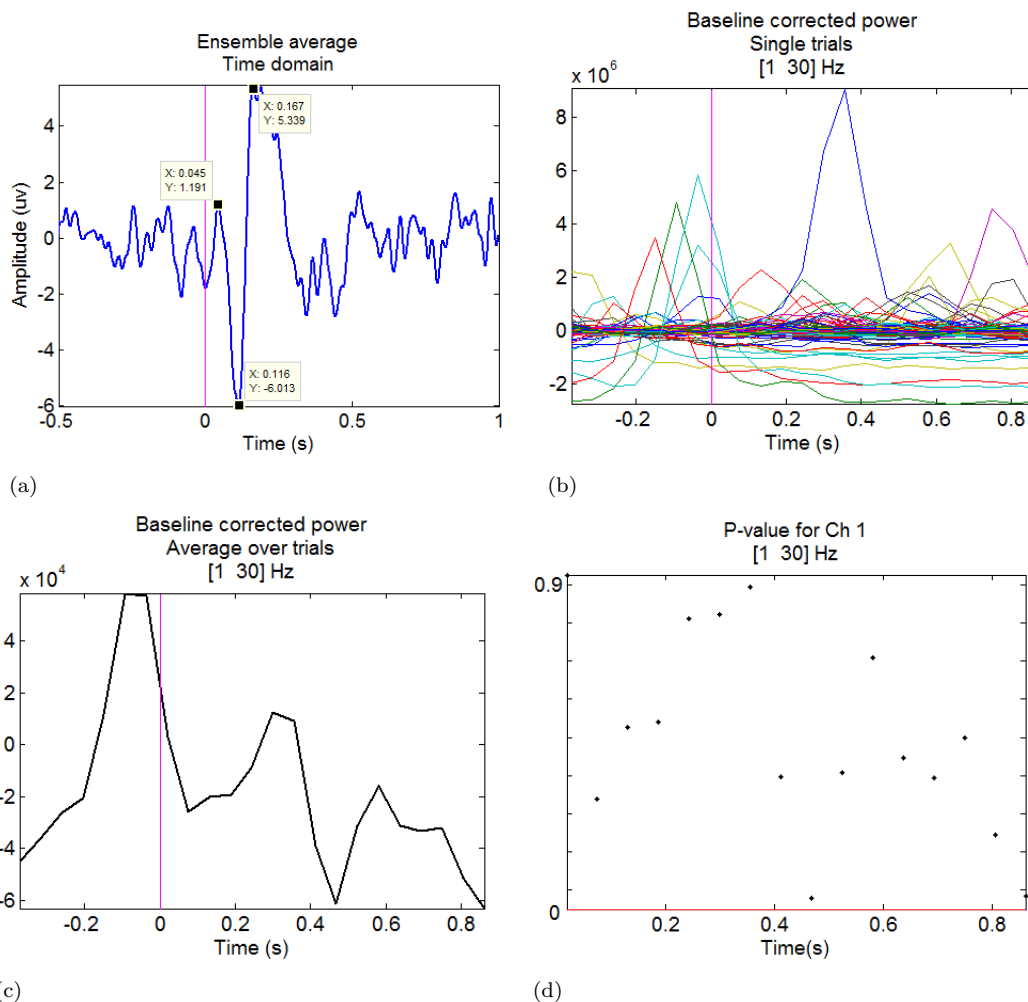 Ensemble average
Time domain
4
2
0
-2
-4
-6
Amplitude (uv)
X: 0.167
Y: 5.339
X: 0.045
Y: 1.191
X: 0.116
Y: -6.013
-0.5
0
0.5
1
Time (s)
(a)
Baseline corrected power
Single trials
[1 30] Hz
x 10^6
8
6
4
2
0
-2
-0.2
0
0.2
0.4
0.6
0.8
Time (s)
(b)
Baseline corrected power
Average over trials
[1 30] Hz
x 10^4
4
2
0
-2
-4
-6
-0.2
0
0.2
0.4
0.6
0.8
Time (s)
(c)
P-value for Ch 1
[1 30] Hz
0.9
0
0.2
0.4
0.6
0.8
Time(s)
(d)